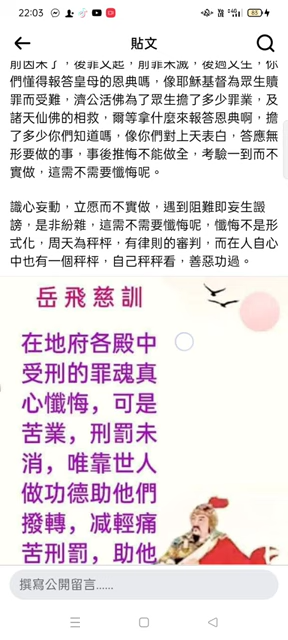 22:03
83
貼文
前因未了，後罪又起，前罪未滅，後過又生，你
們懂得報答皇母的恩典嗎，像耶穌基督為眾生贖
罪而受難，濟公活佛為了眾生擔了多少罪業，及
諸天仙佛的相救，爾等拿什麼來報答恩典啊，擔
了多少你們知道嗎，像你們對上天表白，答應無
形要做的事，事後推悔不能做全，考驗一到而不
實做，這需不需要懺悔呢。
識心妄動，立愿而不實做，遇到阻難即妄生譭
謗，是非紛雜，這需不需要懺悔呢，懺悔不是形
式化，周天為秤枰，有律則的審判，而在人自心
中也有一個秤枰，自己秤秤看，善惡功過。
岳飛慈訓
在地府各殿中
受刑的罪魂真
心懺悔，可是
苦業，刑罰未
消，唯靠世人
做功德助他們
撥轉，減輕痛
苦刑罰，助他
撰寫公開留言......